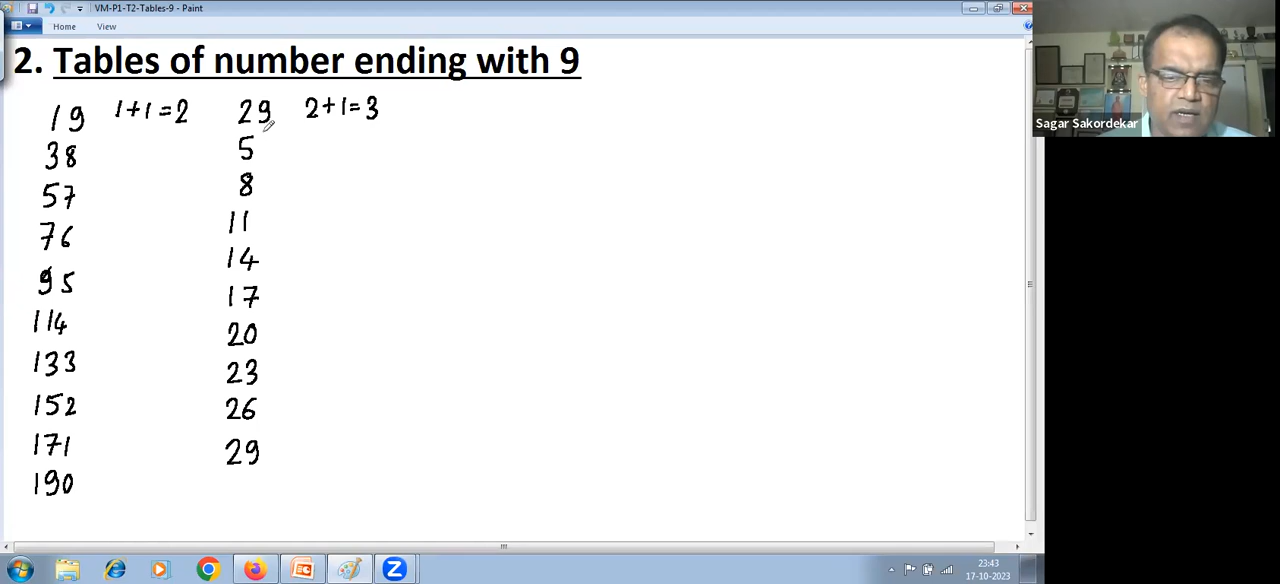 VM-P1-T2-Tables-9 - Paint
Home View
2. Tables of number ending with 9
19 1+1=2 29 2+1=3
38 5
57 8
76 11
95 14
114 17
133 20
152 23
171 26
190 29
Sagar Sakordekar
23:43
17-10-2023